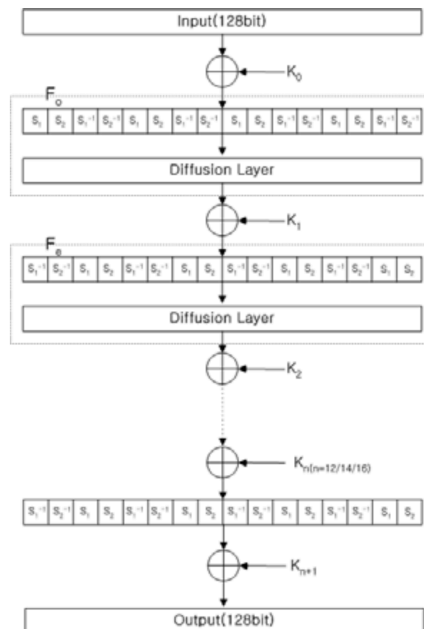 Input(128bit)
K₀
Fₒ
S₁ S₂ S₁⁻¹ S₂⁻¹ S₁ S₂ S₁⁻¹ S₂⁻¹ S₁ S₂ S₁⁻¹ S₂⁻¹ S₁ S₂ S₁⁻¹ S₂⁻¹
Diffusion Layer
K₁
Fₑ
S₁⁻¹ S₂⁻¹ S₁ S₂ S₁⁻¹ S₂⁻¹ S₁ S₂ S₁⁻¹ S₂⁻¹ S₁ S₂ S₁⁻¹ S₂⁻¹ S₁ S₂
Diffusion Layer
K₂
Kn(n=12/14/16)
S₁⁻¹ S₂⁻¹ S₁ S₂ S₁⁻¹ S₂⁻¹ S₁ S₂ S₁⁻¹ S₂⁻¹ S₁ S₂ S₁⁻¹ S₂⁻¹ S₁ S₂
Kn+1
Output(128bit)